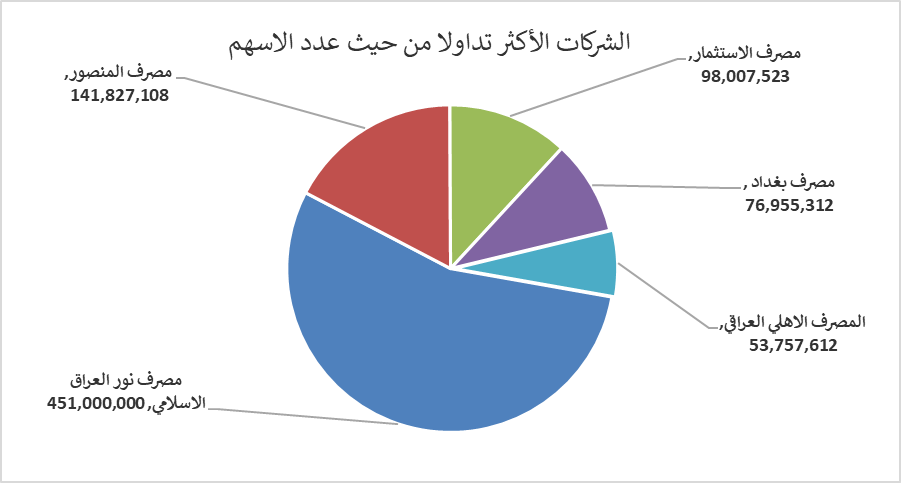 الشركات الأكثر تداولا من حيث عدد الاسهم
مصرف الاستثمار,
98,007,523
مصرف بغداد ,
76,955,312
المصرف الاهلي العراقي,
53,757,612
مصرف نور العراق
الاسلامي, 451,000,000
مصرف المنصور,
141,827,108